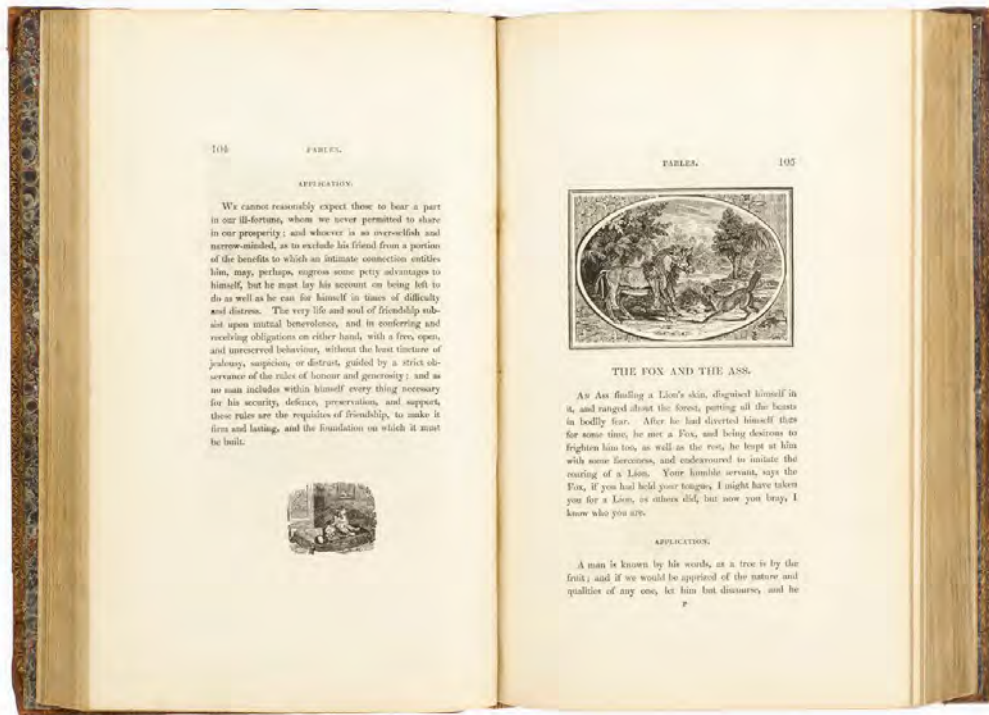 104 FABLES.
APPLICATION.
We cannot reasonably expect those to bear a part
in our ill-fortune, whom we never permitted to share
in our prosperity; and whoever is so over-selfish and
narrow-minded, as to exclude his friend from a portion
of the benefits to which an intimate connection entitles
him, may, perhaps, engross some petty advantages to
himself, but he must lay his account on being left to
do as well as he can for himself in times of difficulty
and distress. The very life and soul of friendship sub-
sist upon mutual benevolence, and in conferring and
receiving obligations on either hand, with a free, open,
and unreserved behaviour, without the least tincture of
jealousy, suspicion, or distrust, guided by a strict ob-
servance of the rules of honour and generosity; and as
no man includes within himself every thing necessary
for his security, defence, preservation, and support,
these rules are the requisites of friendship, to make it
firm and lasting, and the foundation on which it must
be built.
FABLES. 105
THE FOX AND THE ASS.
An Ass finding a Lion's skin, disguised himself in
it, and ranged about the forest, putting all the beasts
in bodily fear. After he had diverted himself thus
for some time, he met a Fox, and being desirous to
frighten him too, as well as the rest, he leapt at him
with some fierceness, and endeavoured to imitate the
roaring of a Lion. Your humble servant, says the
Fox, if you had held your tongue, I might have taken
you for a Lion, as others did, but now you bray, I
know who you are.
APPLICATION.
A man is known by his words, as a tree is by the
fruit; and if we would be apprized of the nature and
qualities of any one, let him but discourse, and he
P